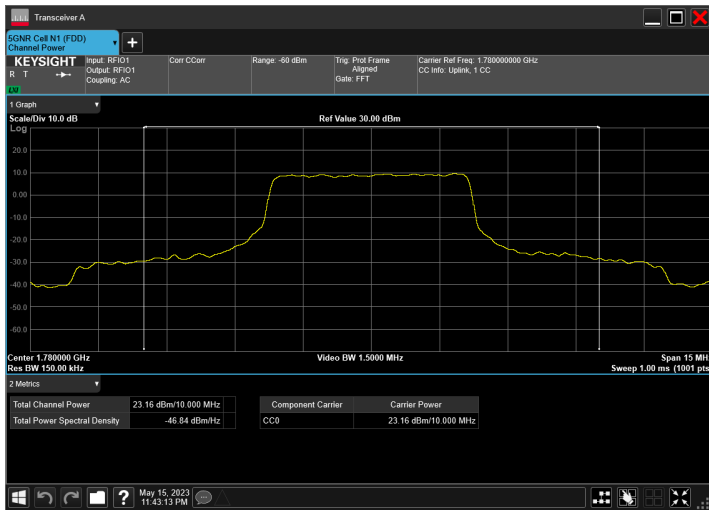 Transceiver A
5GNR Cell N1 (FDD)
Channel Power
KEYSIGHT
R T
LXI
Input: RFIO1
Output: RFIO1
Coupling: AC
Corr CCorr
Range: -60 dBm
Trig: Prot Frame
Aligned
Gate: FFT
Carrier Ref Freq: 1.780000000 GHz
CC Info: Uplink, 1 CC
1 Graph
Scale/Div 10.0 dB
Ref Value 30.00 dBm
Log
20.0
10.0
0.00
-10.0
-20.0
-30.0
-40.0
-50.0
-60.0
Center 1.780000 GHz
Video BW 1.5000 MHz
Span 15 MH
Res BW 150.00 kHz
Sweep 1.00 ms (1001 pts
2 Metrics
Total Channel Power 23.16 dBm/10.000 MHz
Total Power Spectral Density -46.84 dBm/Hz
Component Carrier Carrier Power
CC0 23.16 dBm/10.000 MHz
?
May 15, 2023
11:43:13 PM